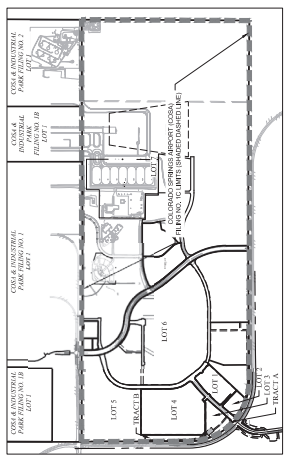 COSA & INDUSTRIAL
PARK FILING NO. 2
LOT 1
COSA &
INDUSTRIAL
PARK
FILING NO. 1B
LOT 1
COSA & INDUSTRIAL
PARK FILING NO. 1
LOT 1
COSA & INDUSTRIAL
PARK FILING NO. 1B
LOT 1
LOT 7
COLORADO SPRINGS AIRPORT (COSA)
FILING NO. 1C LIMITS (SHADED DASHED LINE)
LOT 6
LOT 5
TRACT B
LOT 4
LOT 1
LOT 2
LOT 3
TRACT A